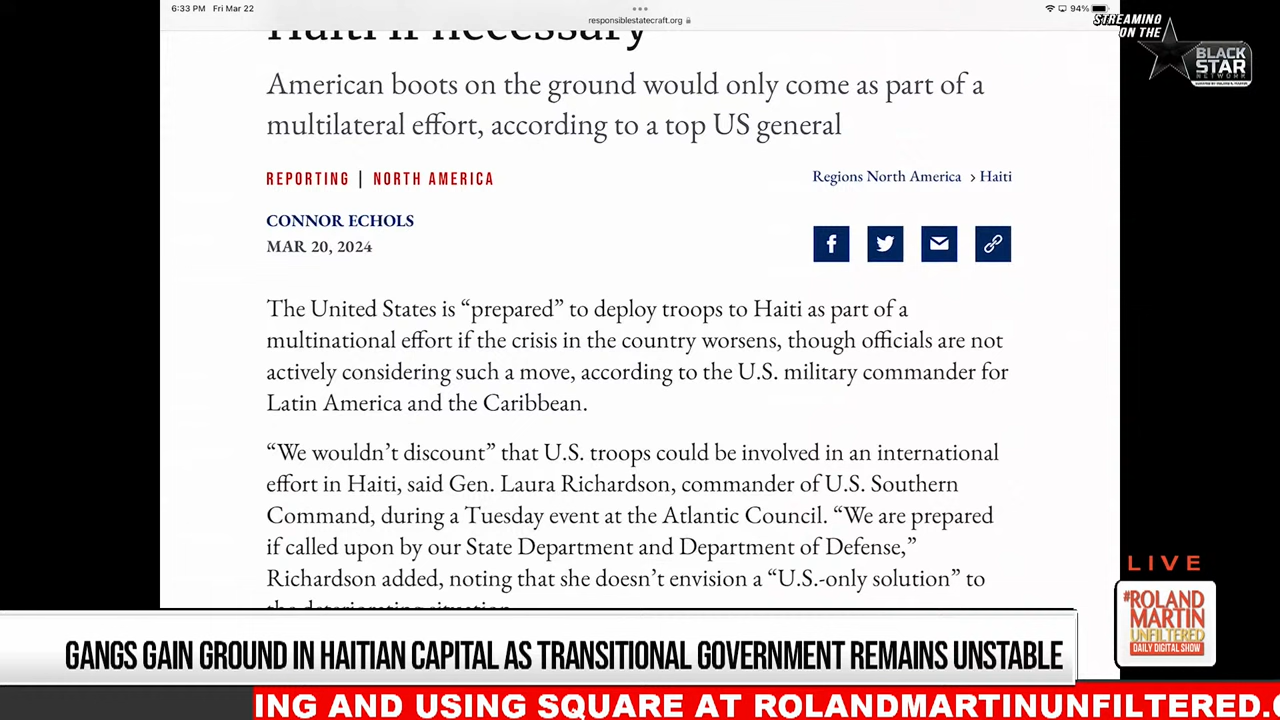 6:33 PM Fri Mar 22
responsiblestatecraft.org
94%
STREAMING
ON THE
BLACK
STAR
NETWORK
Haiti if necessary
American boots on the ground would only come as part of a
multilateral effort, according to a top US general
REPORTING | NORTH AMERICA
Regions North America › Haiti
CONNOR ECHOLS
MAR 20, 2024
The United States is “prepared” to deploy troops to Haiti as part of a
multinational effort if the crisis in the country worsens, though officials are not
actively considering such a move, according to the U.S. military commander for
Latin America and the Caribbean.
“We wouldn’t discount” that U.S. troops could be involved in an international
effort in Haiti, said Gen. Laura Richardson, commander of U.S. Southern
Command, during a Tuesday event at the Atlantic Council. “We are prepared
if called upon by our State Department and Department of Defense,”
Richardson added, noting that she doesn’t envision a “U.S.-only solution” to
the deteriorating situation.
LIVE
#ROLAND
MARTIN
UNFILTERED
DAILY DIGITAL SHOW
GANGS GAIN GROUND IN HAITIAN CAPITAL AS TRANSITIONAL GOVERNMENT REMAINS UNSTABLE
ING AND USING SQUARE AT ROLANDMARTINUNFILTERED.C